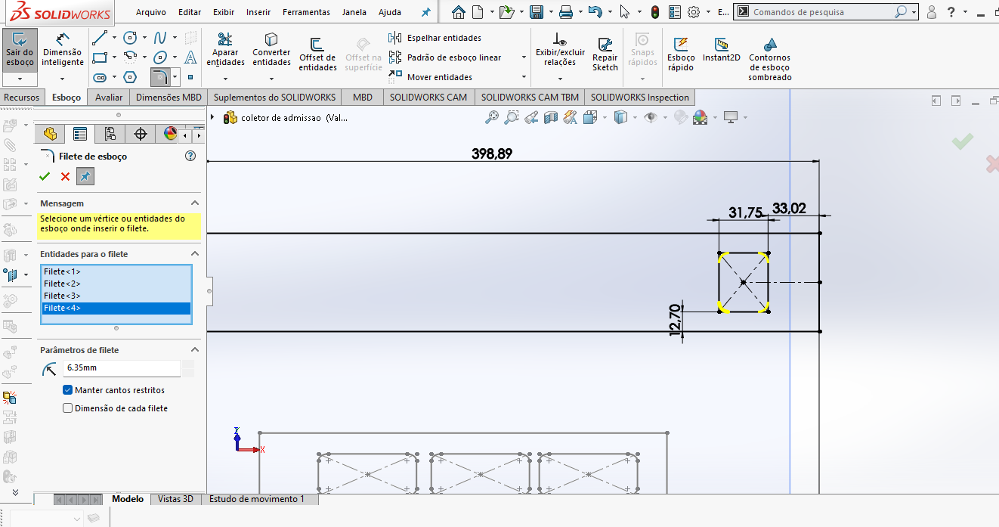 SOLIDWORKS
Arquivo Editar Exibir Inserir Ferramentas Janela Ajuda
E...
Comandos de pesquisa
?
Sair do esboço
Dimensão inteligente
Aparar entidades
Converter entidades
Offset de entidades
Offset na superfície
Espelhar entidades
Padrão de esboço linear
Mover entidades
Exibir/excluir relações
Repair Sketch
Snaps rápidos
Esboço rápido
Instant2D
Contornos de esboço sombreado
Recursos Esboço Avaliar Dimensões MBD Suplementos do SOLIDWORKS MBD SOLIDWORKS CAM SOLIDWORKS CAM TBM SOLIDWORKS Inspection
coletor de admissao (Val...
Filete de esboço
Mensagem
Selecione um vértice ou entidades do
esboço onde inserir o filete.
Entidades para o filete
Filete<1>
Filete<2>
Filete<3>
Filete<4>
Parâmetros de filete
6.35mm
Manter cantos restritos
Dimensão de cada filete
398,89
31,75
33,02
12,70
Z
X
Modelo Vistas 3D Estudo de movimento 1